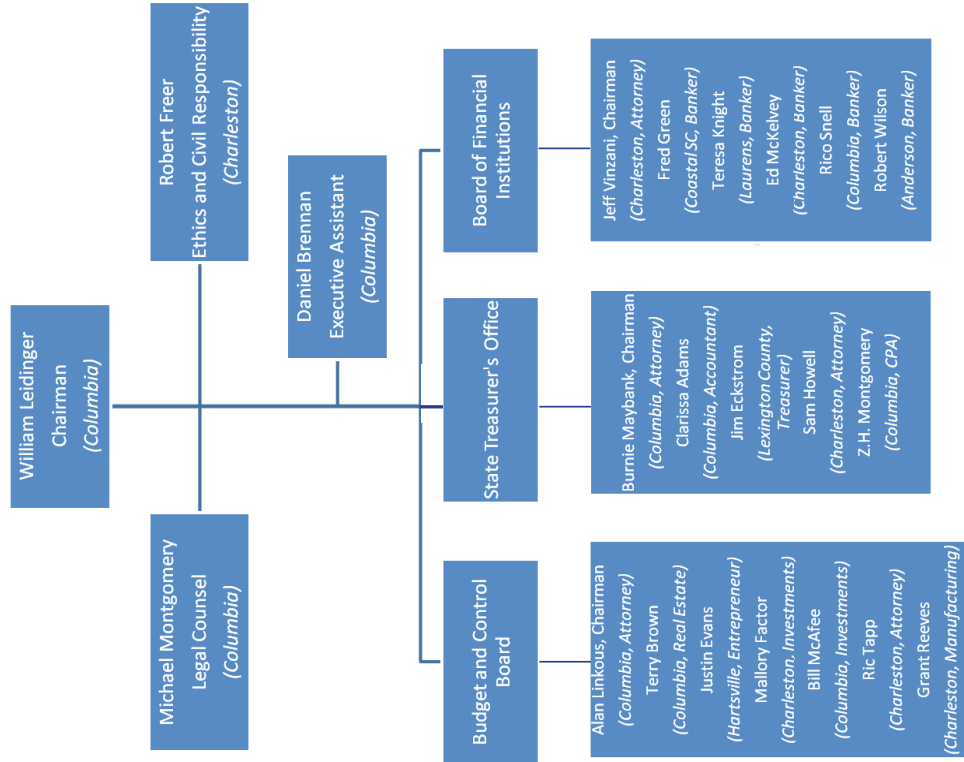 William Leidinger
Chairman
(Columbia)
Michael Montgomery
Legal Counsel
(Columbia)
Robert Freer
Ethics and Civil Responsibility
(Charleston)
Daniel Brennan
Executive Assistant
(Columbia)
Budget and Control
Board
State Treasurer's Office
Board of Financial
Institutions
Alan Linkous, Chairman
(Columbia, Attorney)
Terry Brown
(Columbia, Real Estate)
Justin Evans
(Hartsville, Entrepreneur)
Mallory Factor
(Charleston. Investments)
Bill McAfee
(Columbia, Investments)
Ric Tapp
(Charleston, Attorney)
Grant Reeves
(Charleston, Manufacturing)
Burnie Maybank, Chairman
(Columbia, Attorney)
Clarissa Adams
(Columbia, Accountant)
Jim Eckstrom
(Lexington County,
Treasurer)
Sam Howell
(Charleston, Attorney)
Z.H. Montgomery
(Columbia, CPA)
Jeff Vinzani, Chairman
(Charleston, Attorney)
Fred Green
(Coastal SC, Banker)
Teresa Knight
(Laurens, Banker)
Ed McKelvey
(Charleston, Banker)
Rico Snell
(Columbia, Banker)
Robert Wilson
(Anderson, Banker)